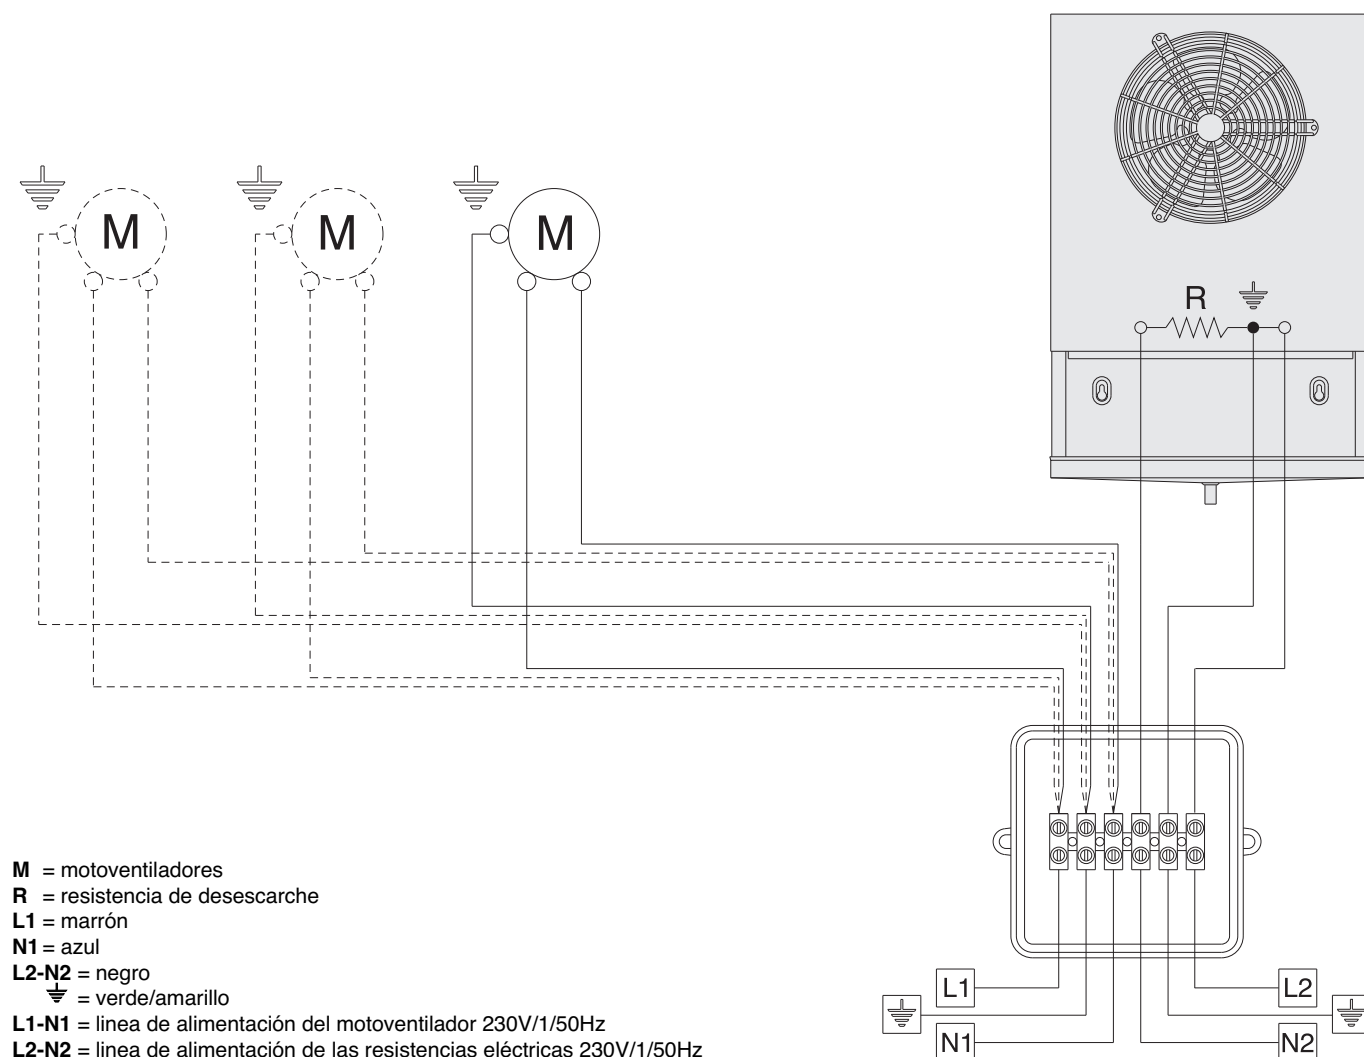 M M M
R
M = motoventiladores
R = resistencia de desescarche
L1 = marrón
N1 = azul
L2-N2 = negro
= verde/amarillo
L1-N1 = linea de alimentación del motoventilador 230V/1/50Hz
L2-N2 = linea de alimentación de las resistencias eléctricas 230V/1/50Hz
L1 L2
N1 N2